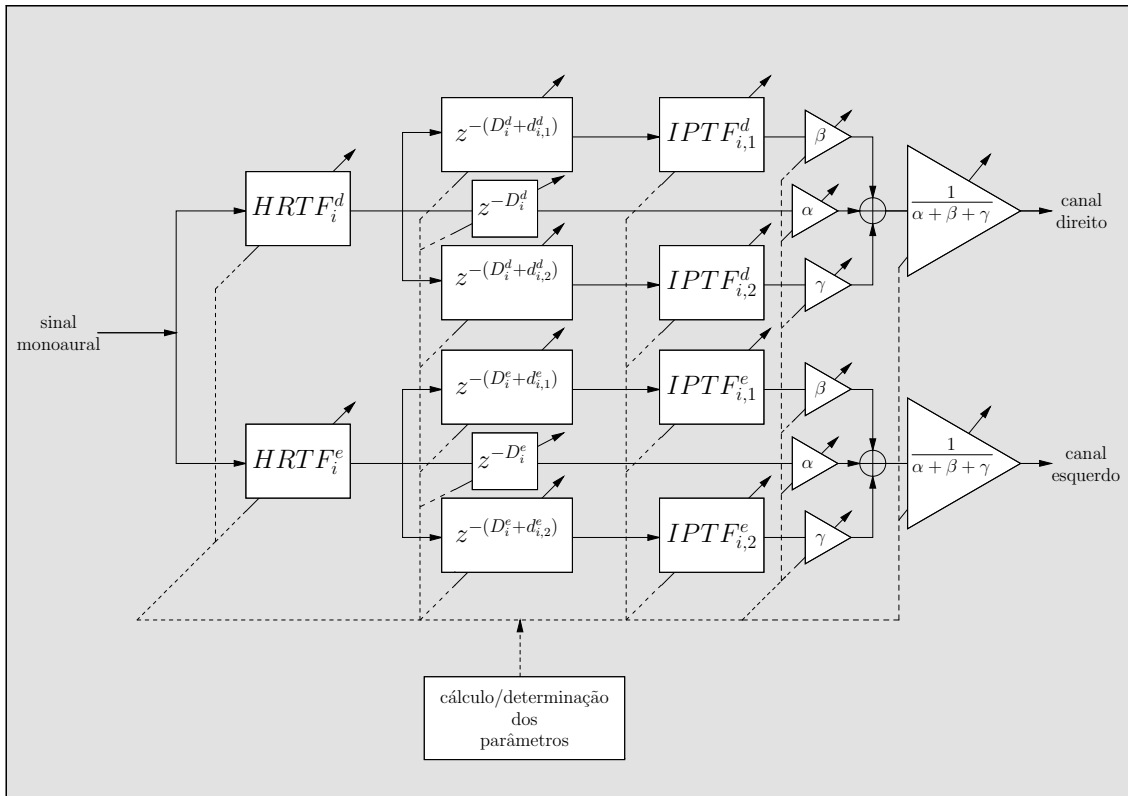 z^{-(D_i^d+d_{i,1}^d)}
IPTF_{i,1}^d
β
HRTF_i^d
z^{-D_i^d}
α
1
α + β + γ
canal
direito
z^{-(D_i^d+d_{i,2}^d)}
IPTF_{i,2}^d
γ
sinal
monoaural
z^{-(D_i^e+d_{i,1}^e)}
IPTF_{i,1}^e
β
HRTF_i^e
z^{-D_i^e}
α
1
α + β + γ
canal
esquerdo
z^{-(D_i^e+d_{i,2}^e)}
IPTF_{i,2}^e
γ
cálculo/determinação
dos
parâmetros